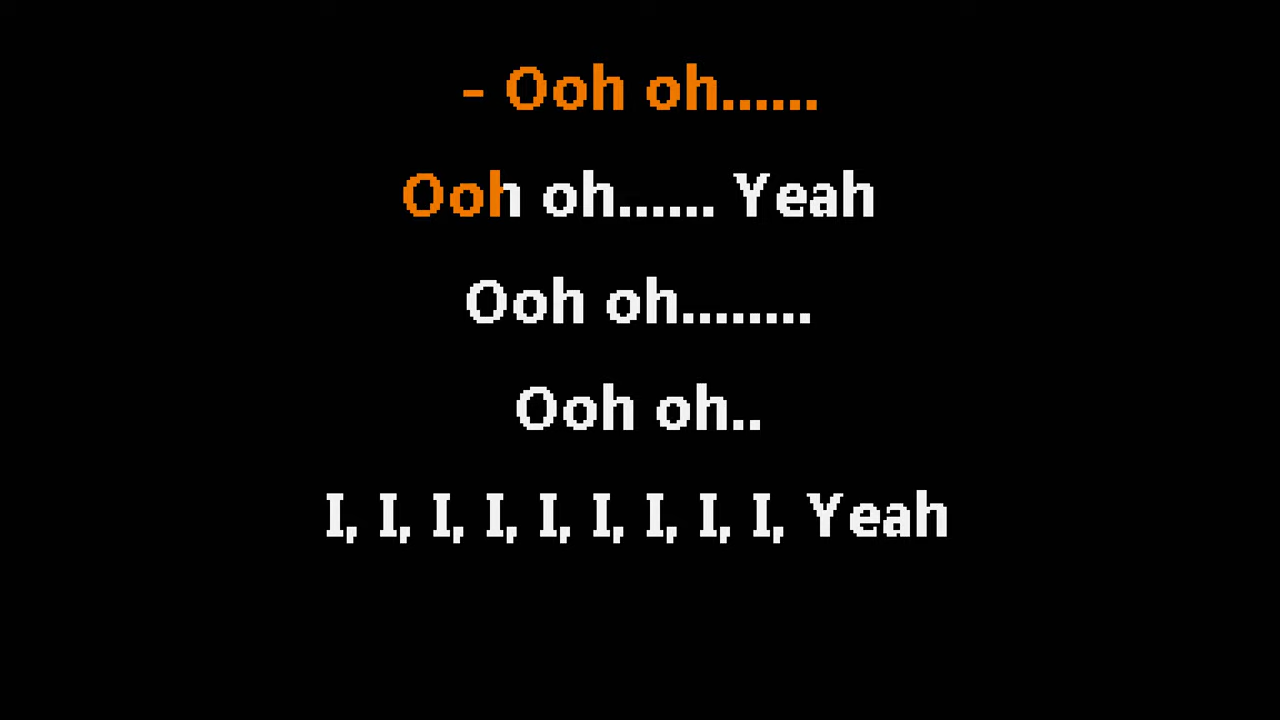 - Ooh oh......
Ooh oh...... Yeah
Ooh oh........
Ooh oh..
I, I, I, I, I, I, I, I, I, Yeah